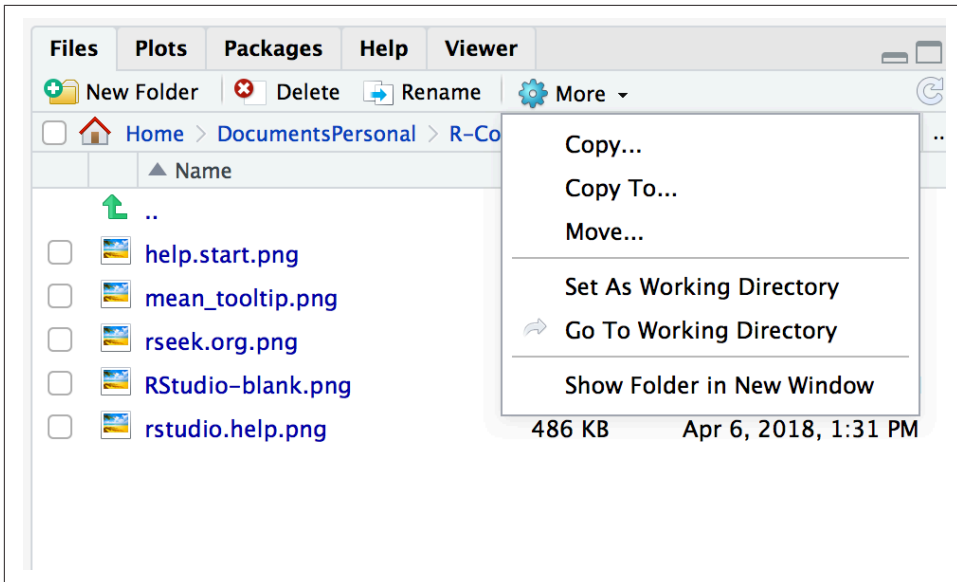 Files Plots Packages Help Viewer
New Folder Delete Rename More
Home > DocumentsPersonal > R-Co ..
Name
Copy...
Copy To...
Move...
Set As Working Directory
Go To Working Directory
Show Folder in New Window
..
help.start.png
mean_tooltip.png
rseek.org.png
RStudio-blank.png
rstudio.help.png 486 KB Apr 6, 2018, 1:31 PM